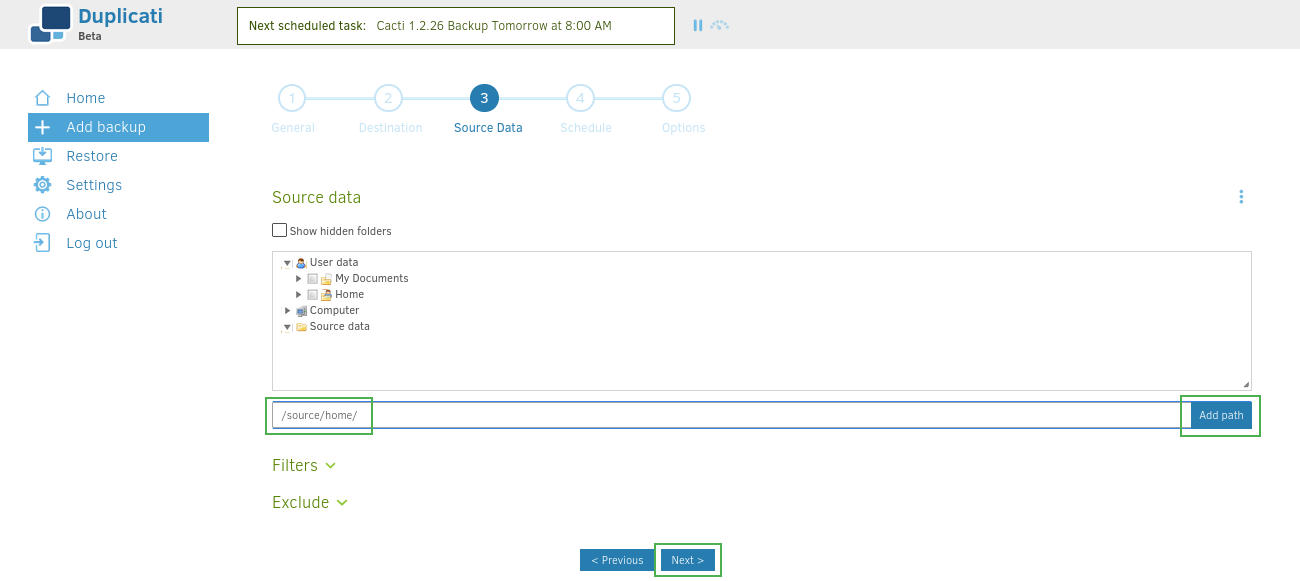 Duplicati
Beta
Next scheduled task: Cacti 1.2.26 Backup Tomorrow at 8:00 AM
Home
Add backup
Restore
Settings
About
Log out
1 2 3 4 5
General Destination Source Data Schedule Options
Source data
Show hidden folders
User data
My Documents
Home
Computer
Source data
/source/home/ Add path
Filters
Exclude
< Previous Next >